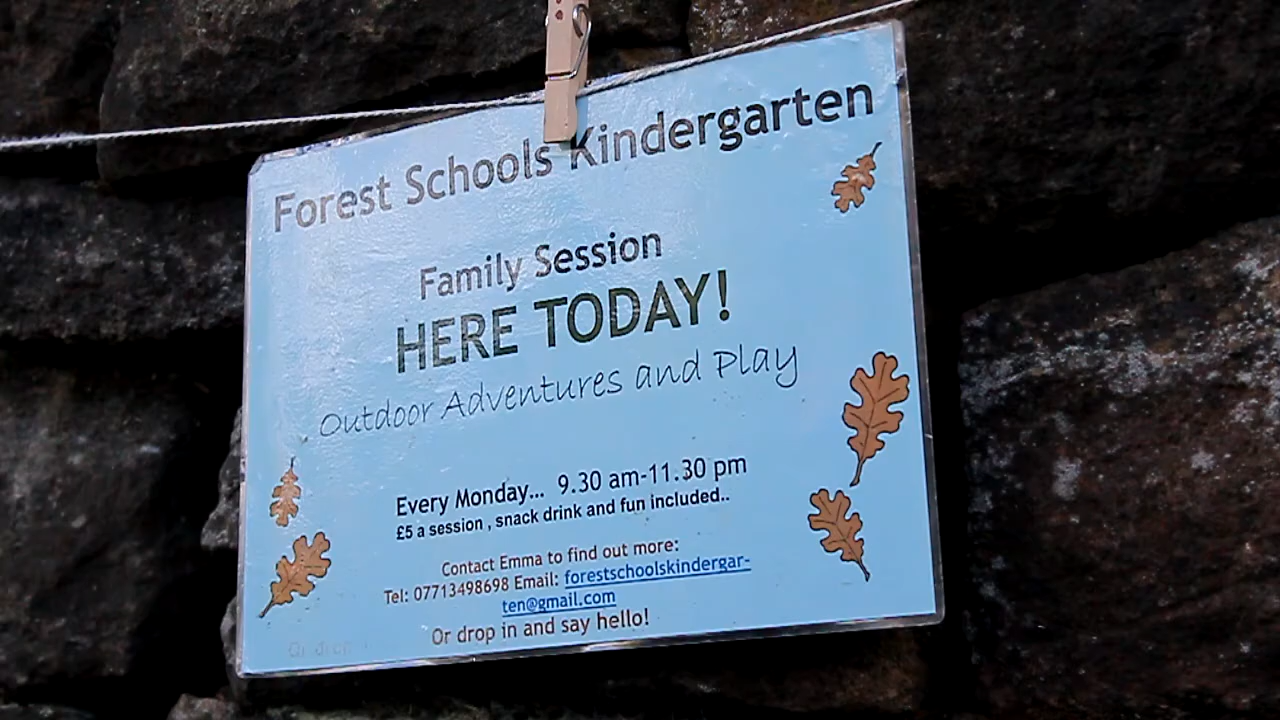 Forest Schools Kindergarten
Family Session
HERE TODAY!
Outdoor Adventures and Play
Every Monday... 9.30 am-11.30 pm
£5 a session , snack drink and fun included..
Contact Emma to find out more:
Tel: 07713498698 Email: forestschoolskindergar-
ten@gmail.com
Or drop in and say hello!
Or drop